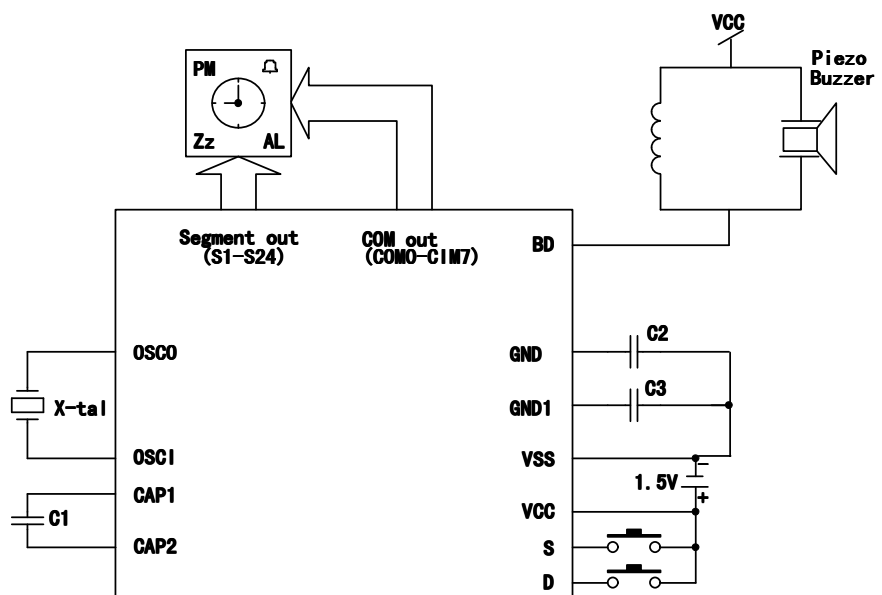 VCC
Piezo
Buzzer
PM
Zz AL
Segment out
(S1-S24)
COM out
(COMO-CIM7)
BD
OSCO
X-tal
OSCI
CAP1
C1
CAP2
GND
C2
GND1
C3
VSS
-
1.5V
+
VCC
S
D